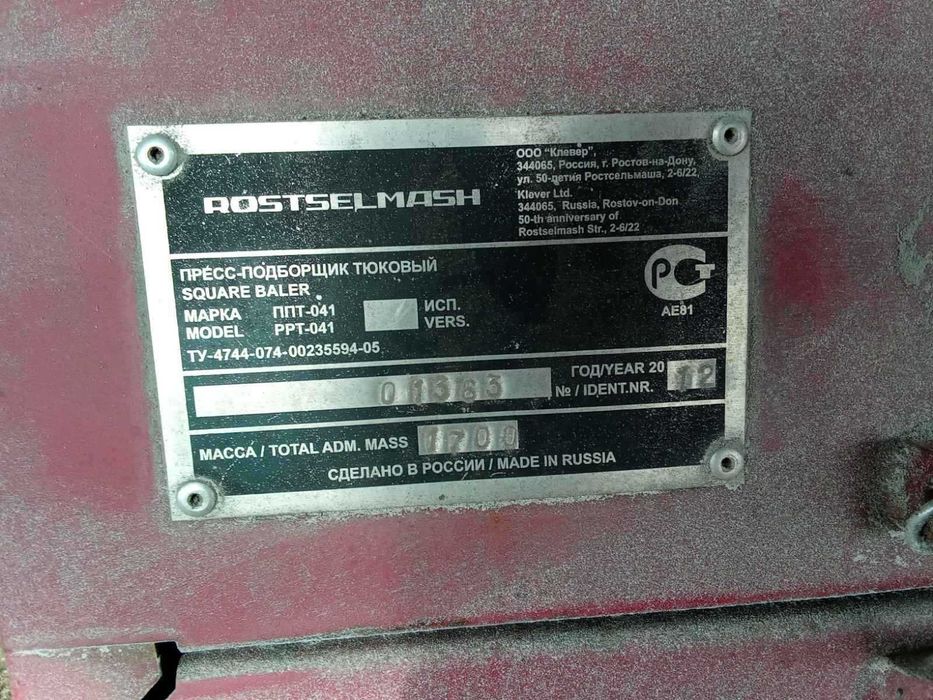 ROSTSELMASH
ООО "Клевер",
344065, Россия, г. Ростов-на-Дону,
ул. 50-летия Ростсельмаша, 2-6/22,
Klever Ltd.
344065, Russia, Rostov-on-Don
50-th anniversary of
Rostselmash Str., 2-6/22
ПРЕСС-ПОДБОРЩИК ТЮКОВЫЙ
SQUARE BALER
МАРКА ППТ-041 ИСП.
MODEL PPT-041 VERS.
ТУ-4744-074-00235594-05
РСТ
АЕ81
ГОД/YEAR 2012
01363 № / IDENT.NR.
МАССА / TOTAL ADM. MASS 1700
СДЕЛАНО В РОССИИ / MADE IN RUSSIA